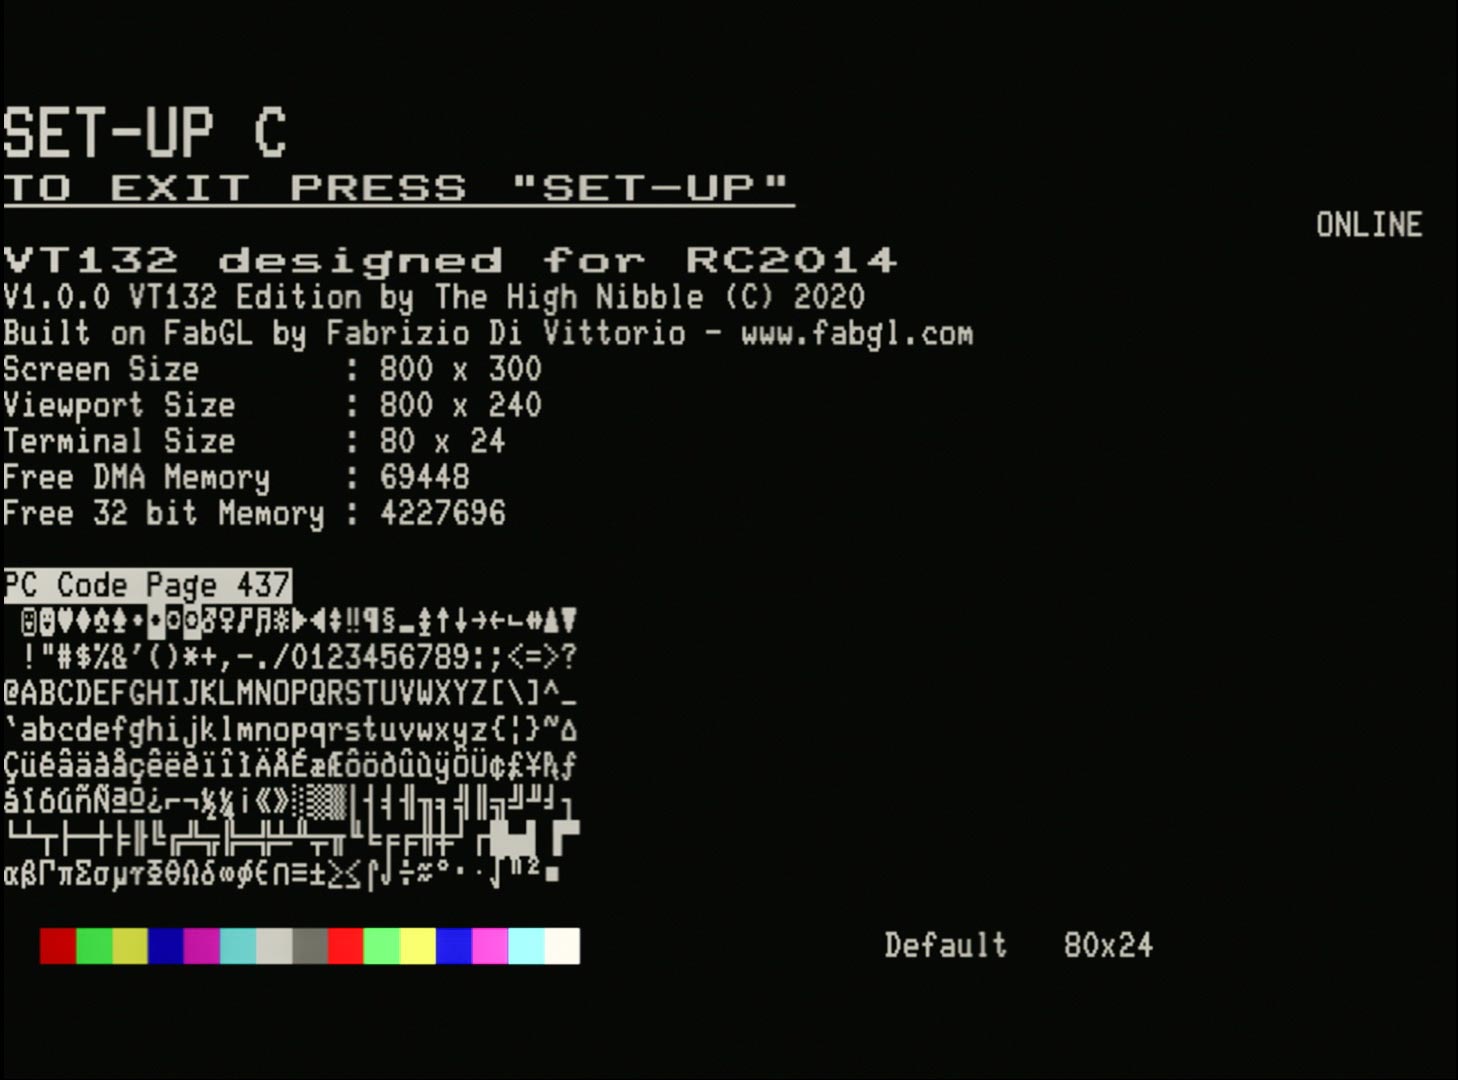 SET-UP C
TO EXIT PRESS "SET-UP"
ONLINE
VT132 designed for RC2014
V1.0.0 VT132 Edition by The High Nibble (C) 2020
Built on FabGL by Fabrizio Di Vittorio - www.fabgl.com
Screen Size : 800 x 300
Viewport Size : 800 x 240
Terminal Size : 80 x 24
Free DMA Memory : 69448
Free 32 bit Memory : 4227696
PC Code Page 437
☺☻♥♦♣♠•◘○◙♂♀♪♫☼►◄↕‼¶§▬↨↑↓→←∟↔▲▼
!"#$%&'()*+,-./0123456789:;<=>?
@ABCDEFGHIJKLMNOPQRSTUVWXYZ[\]^_
`abcdefghijklmnopqrstuvwxyz{¦}~⌂
ÇüéâäàåçêëèïîìÄÅÉæÆôöòûùÿÖÜ¢£¥₧ƒ
áíóúñÑªº¿⌐¬½¼¡«»░▒▓│┤╡╢╖╕╣║╗╝╜╛┐
└┴┬├─┼╞╟╚╔╩╦╠═╬╧╨╤╥╙╘╒╓╫╪┘┌█▄▌▐▀
αβΓπΣσµτΦΘΩδ∞φε∩≡±≥≤⌠⌡÷≈°∙·√ⁿ²■
Default 80x24